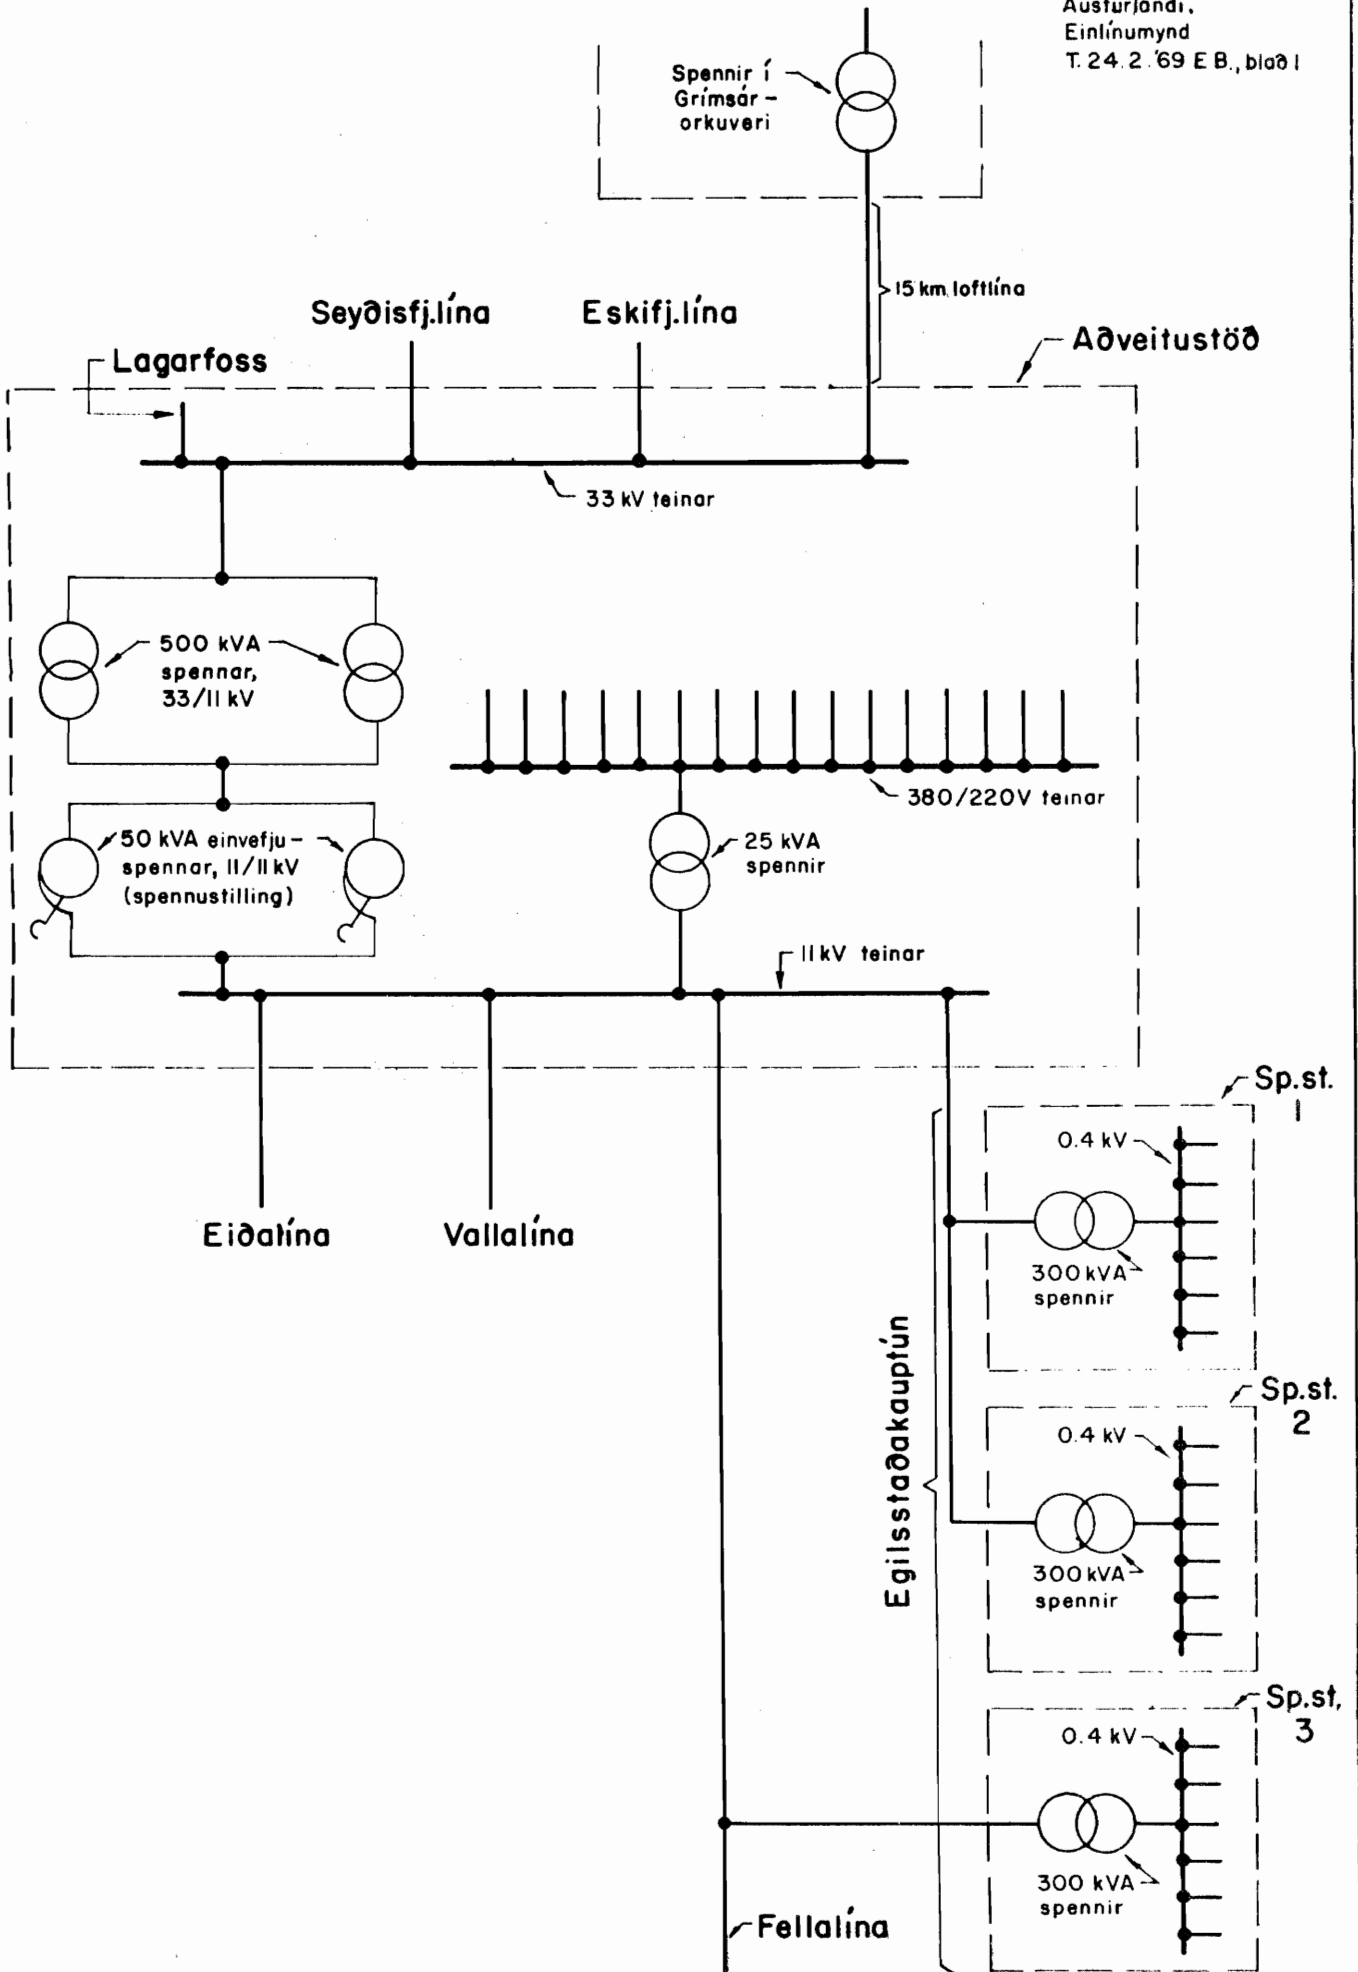 Austurlandi.
Einlínumynd
T. 24.2.'69 E B., blað 1
Spennir í
Grímsár-
orkuveri
15 km loftlína
Seyðisfj.lína
Eskifj.lína
Aðveitustöð
Lagarfoss
33 kV teinar
500 kVA
spennar,
33/11 kV
380/220V teinar
50 kVA einvefju-
spennar, 11/11 kV
(spennustilling)
25 kVA
spennir
11 kV teinar
Sp.st.
1
0.4 kV
300 kVA
spennir
Eiðalína
Vallalína
Egilsstaðakauptún
Sp.st.
2
0.4 kV
300 kVA
spennir
Sp.st,
3
0.4 kV
300 kVA
spennir
Fellalína